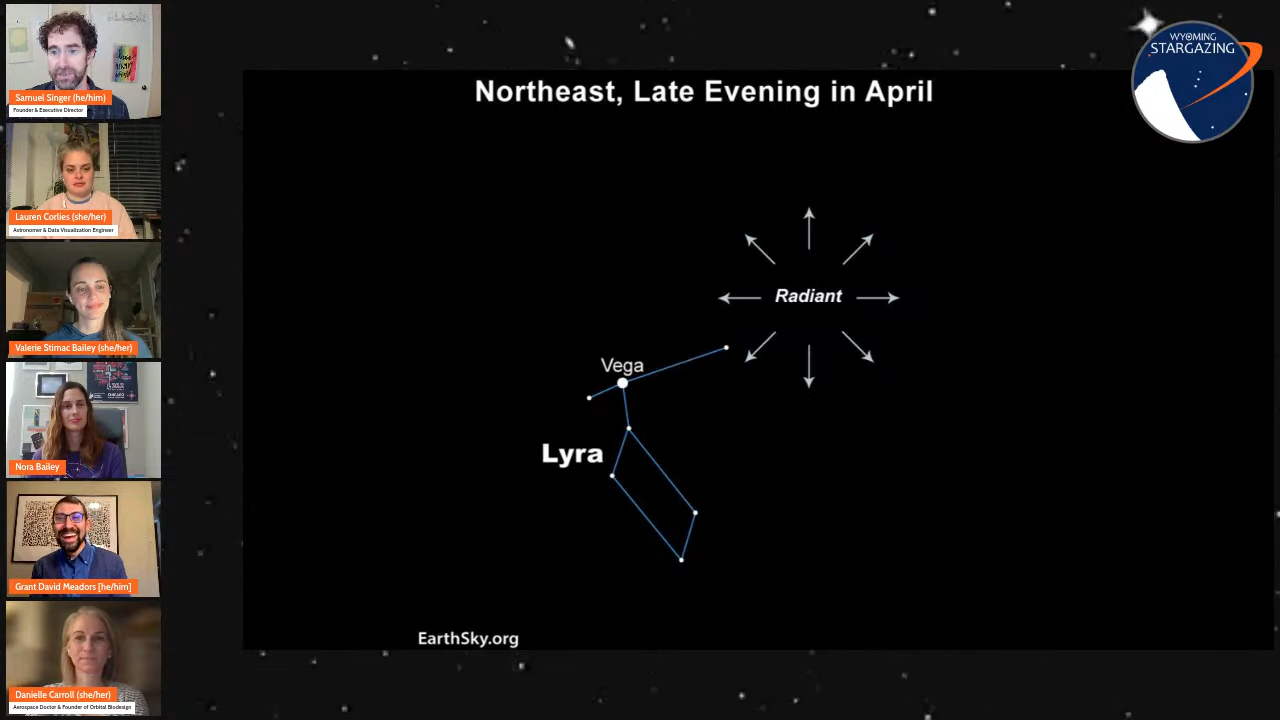 Samuel Singer (he/him)
Founder & Executive Director
Lauren Corlies (she/her)
Astronomer & Data Visualization Engineer
Valerie Stimac Bailey (she/her)
Nora Bailey
Grant David Meadors [he/him]
Danielle Carroll (she/her)
Aerospace Doctor & Founder of Orbital Biodesign
Northeast, Late Evening in April
Radiant
Vega
Lyra
EarthSky.org
WYOMING
STARGAZING